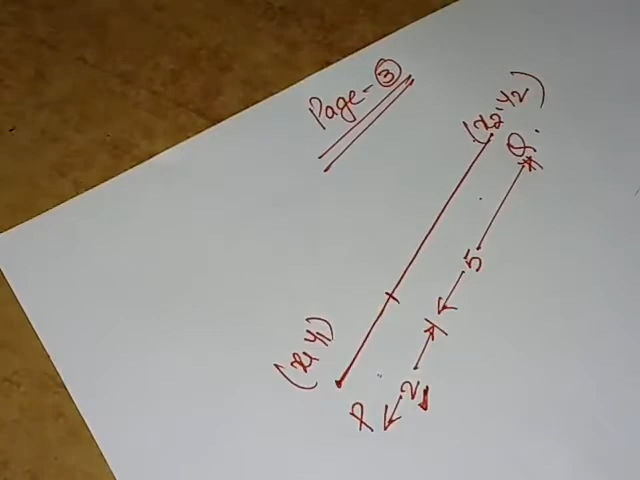 Page-③
(x₂, y₂)
Q
5
(x₁ y₁)
2
P